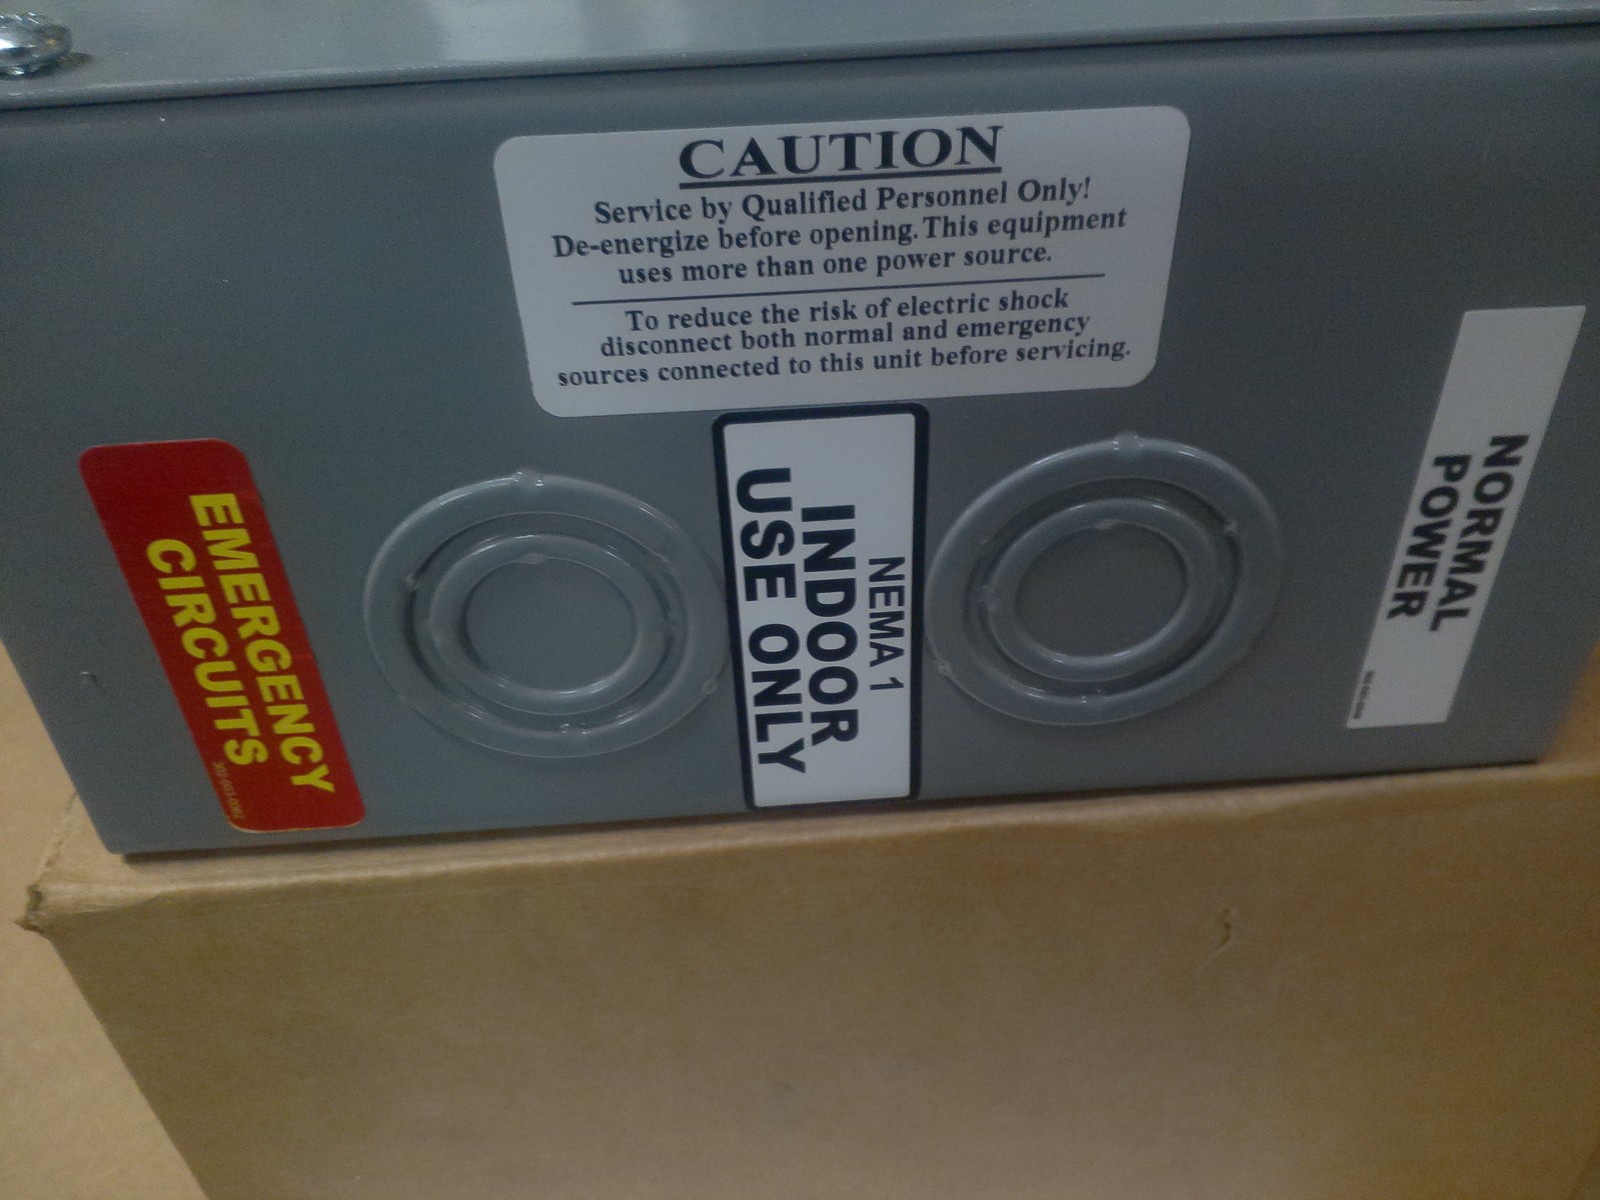 CAUTION
Service by Qualified Personnel Only!
De-energize before opening. This equipment
uses more than one power source.
To reduce the risk of electric shock
disconnect both normal and emergency
sources connected to this unit before servicing.
EMERGENCY
CIRCUITS
NEMA 1
INDOOR
USE ONLY
NORMAL
POWER